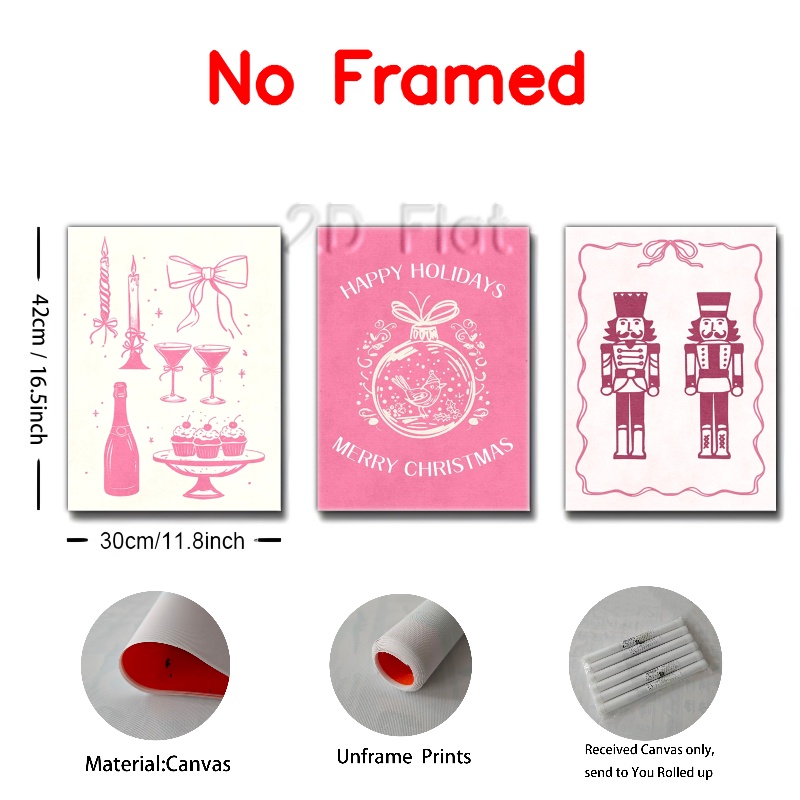 No Framed
2D Flat
HAPPY HOLIDAYS
MERRY CHRISTMAS
42cm / 16.5inch
30cm/11.8inch
Material:Canvas
Unframe Prints
Received Canvas only,
send to You Rolled up